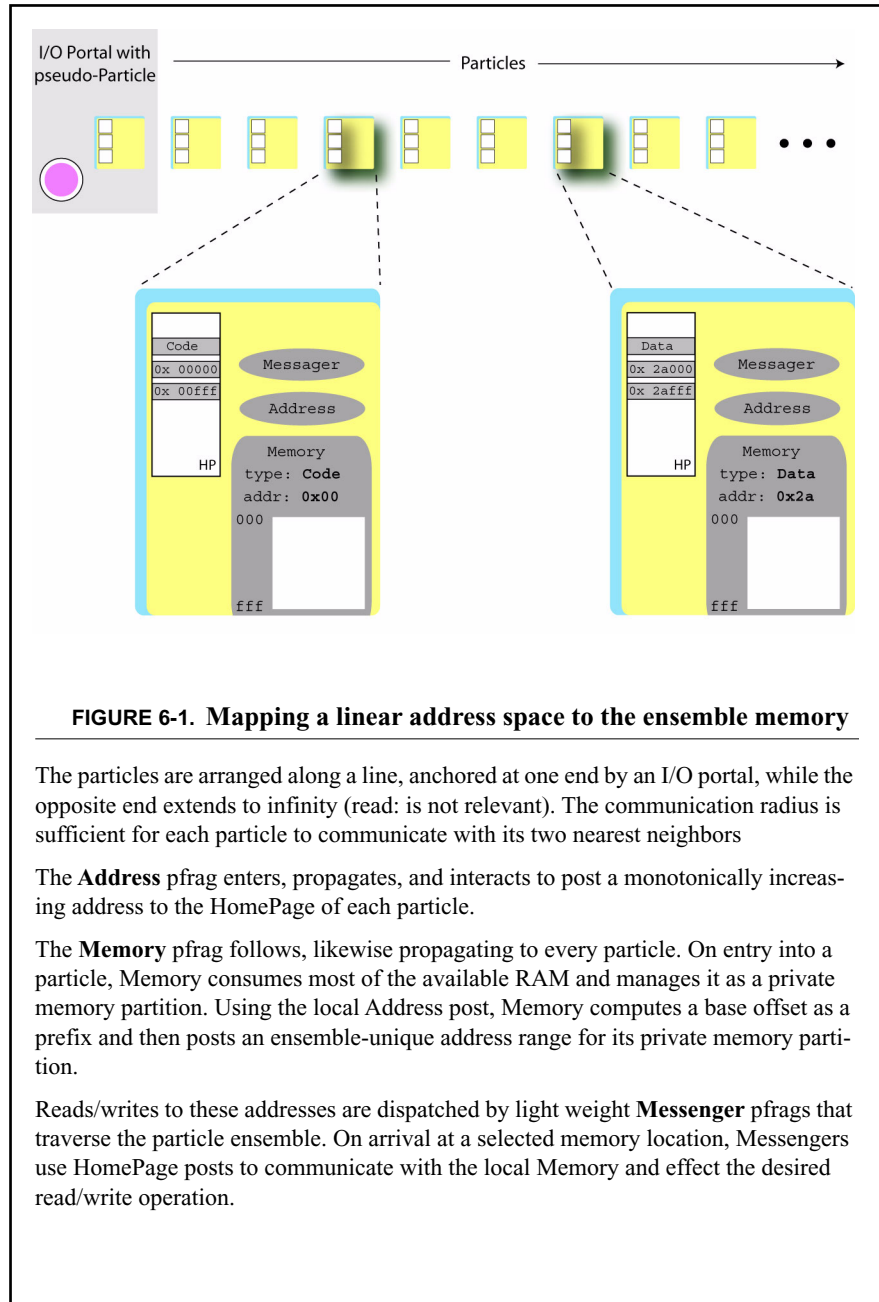 I/O Portal with
pseudo-Particle
Particles
Code
0x 00000
0x 00fff
HP
Messager
Address
Memory
type: Code
addr: 0x00
000
fff
Data
0x 2a000
0x 2afff
HP
Messager
Address
Memory
type: Data
addr: 0x2a
000
fff
FIGURE 6-1. Mapping a linear address space to the ensemble memory
The particles are arranged along a line, anchored at one end by an I/O portal, while the
opposite end extends to infinity (read: is not relevant). The communication radius is
sufficient for each particle to communicate with its two nearest neighbors
The Address pfrag enters, propagates, and interacts to post a monotonically increas-
ing address to the HomePage of each particle.
The Memory pfrag follows, likewise propagating to every particle. On entry into a
particle, Memory consumes most of the available RAM and manages it as a private
memory partition. Using the local Address post, Memory computes a base offset as a
prefix and then posts an ensemble-unique address range for its private memory parti-
tion.
Reads/writes to these addresses are dispatched by light weight Messenger pfrags that
traverse the particle ensemble. On arrival at a selected memory location, Messengers
use HomePage posts to communicate with the local Memory and effect the desired
read/write operation.